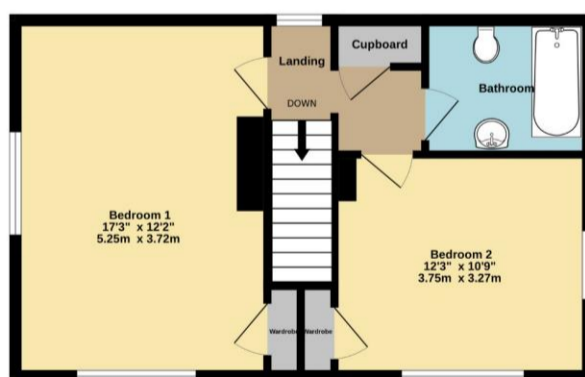 Landing
Cupboard
Bathroom
DOWN
Bedroom 1
17'3" x 12'2"
5.25m x 3.72m
Bedroom 2
12'3" x 10'9"
3.75m x 3.27m
Wardrobe
Wardrobe